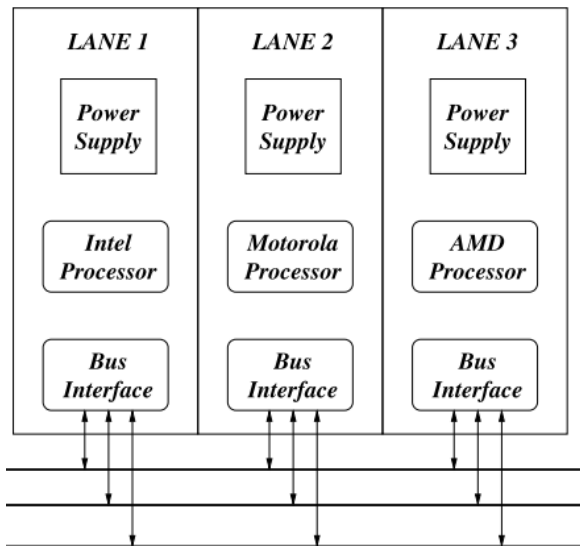 LANE 1
Power
Supply
Intel
Processor
Bus
Interface
LANE 2
Power
Supply
Motorola
Processor
Bus
Interface
LANE 3
Power
Supply
AMD
Processor
Bus
Interface